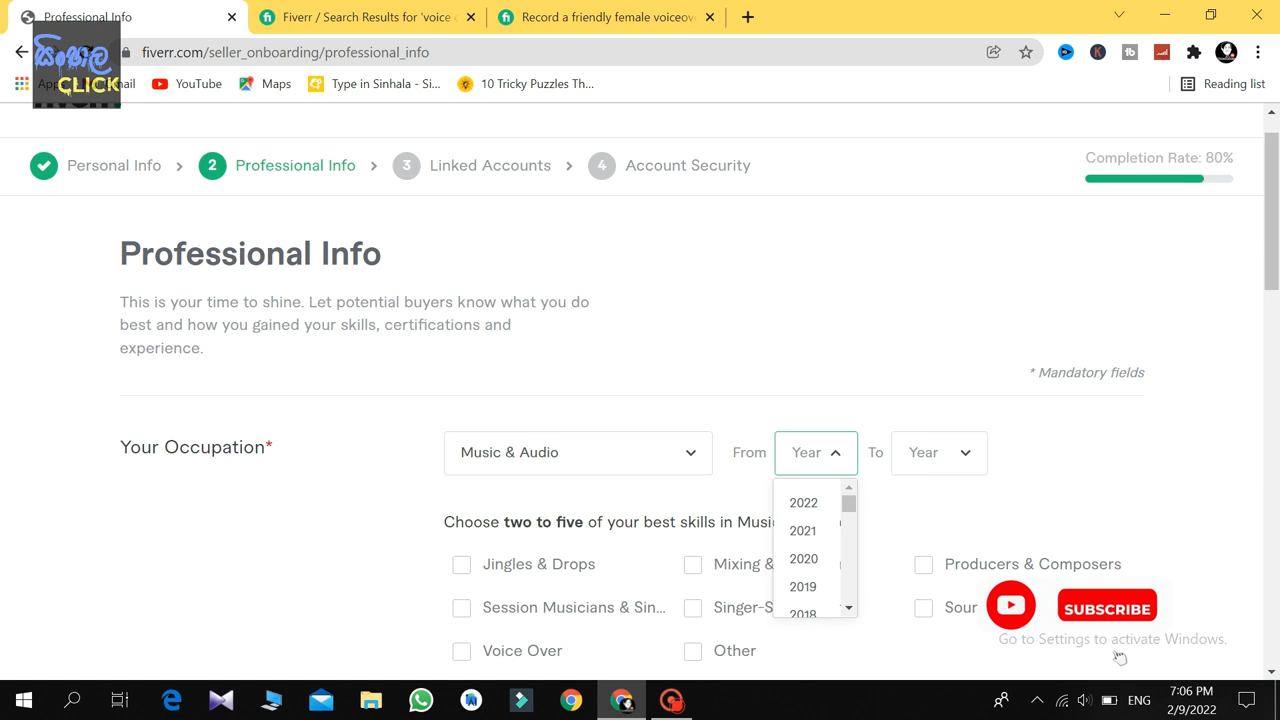 Professional Info
Fiverr / Search Results for 'voice
Record a friendly female voiceov
fiverr.com/seller_onboarding/professional_info
සිංහල
CLICK
YouTube
Maps
Type in Sinhala - Si...
10 Tricky Puzzles Th...
Reading list
Personal Info
2
Professional Info
3
Linked Accounts
4
Account Security
Completion Rate: 80%
Professional Info
This is your time to shine. Let potential buyers know what you do
best and how you gained your skills, certifications and
experience.
* Mandatory fields
Your Occupation*
Music & Audio
From
Year
To
Year
2022
2021
2020
2019
2018
Choose two to five of your best skills in Musi
Jingles & Drops
Mixing &
Producers & Composers
Session Musicians & Sin...
Singer-S
Sour
Voice Over
Other
SUBSCRIBE
Go to Settings to activate Windows.
ENG
7:06 PM
2/9/2022